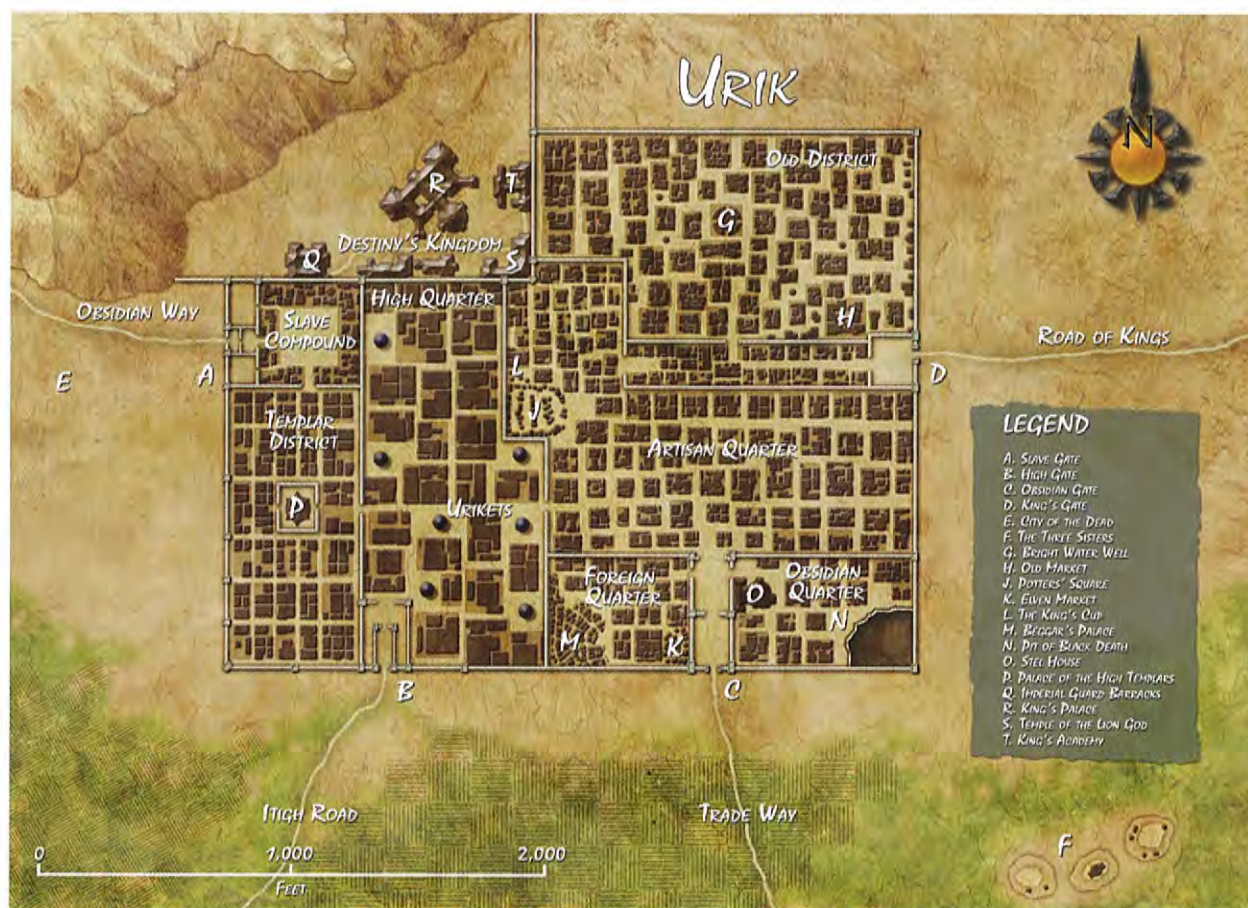 URIK
N
OLD DISTRICT
G
R
T
DESTINY'S KINGDOM
Q
S
HIGH QUARTER
OBSIDIAN WAY
SLAVE
COMPOUND
H
ROAD OF KINGS
E
A
L
D
J
TEMPLAR
DISTRICT
ARTISAN QUARTER
P
URIKETS
FOREIGN
QUARTER
OBSIDIAN
QUARTER
O
N
M
K
B
C
LEGEND
A. SLAVE GATE
B. HIGH GATE
C. OBSIDIAN GATE
D. KING'S GATE
E. CITY OF THE DEAD
F. THE THREE SISTERS
G. BRIGHT WATER WELL
H. OLD MARKET
J. POTTERS' SQUARE
K. ELVEN MARKET
L. THE KING'S CUP
M. BEGGAR'S PALACE
N. PIT OF BLACK DEATH
O. STEL HOUSE
P. PALACE OF THE HIGH TEMPLARS
Q. IMPERIAL GUARD BARRACKS
R. KING'S PALACE
S. TEMPLE OF THE LION GOD
T. KING'S ACADEMY
ITIGH ROAD
TRADE WAY
F
0 1,000 2,000
FEET